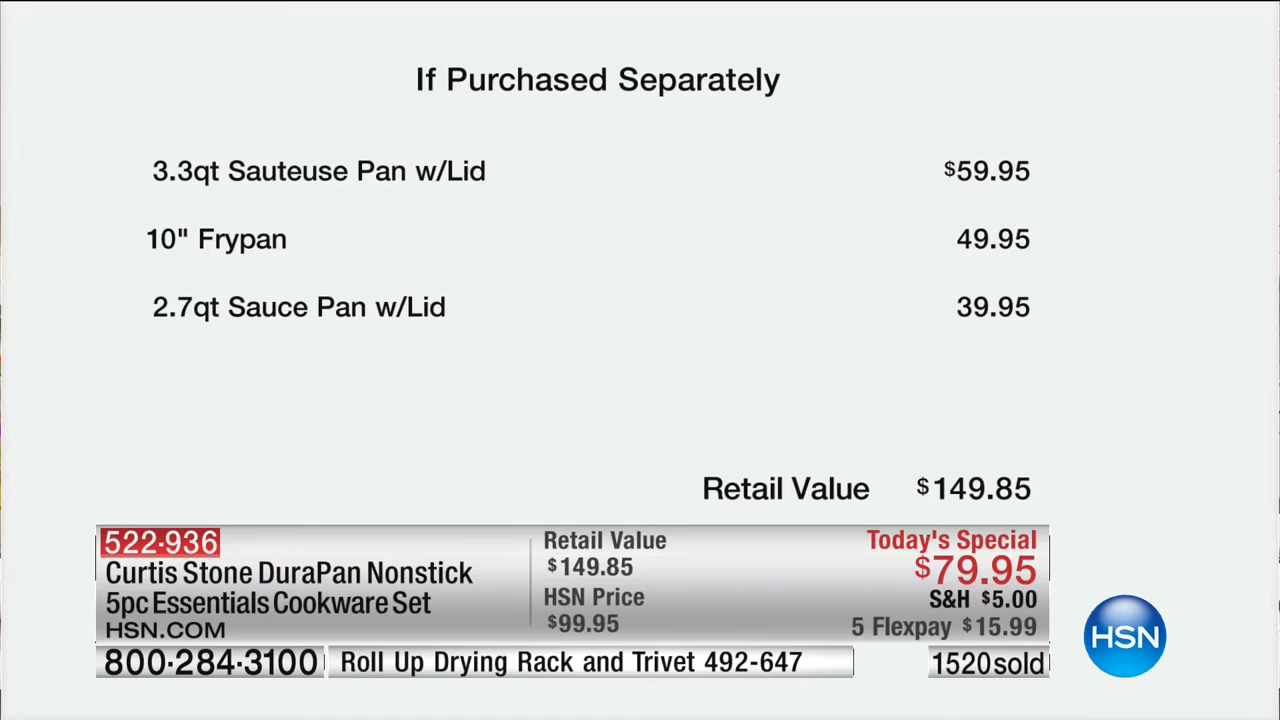 If Purchased Separately
3.3qt Sauteuse Pan w/Lid $59.95
10" Frypan 49.95
2.7qt Sauce Pan w/Lid 39.95
Retail Value $149.85
522·936
Curtis Stone DuraPan Nonstick
5pc Essentials Cookware Set
HSN.COM
Retail Value
$149.85
HSN Price
$99.95
Today's Special
$79.95
S&H $5.00
5 Flexpay $15.99
HSN
800·284·3100
Roll Up Drying Rack and Trivet 492-647
1520sold